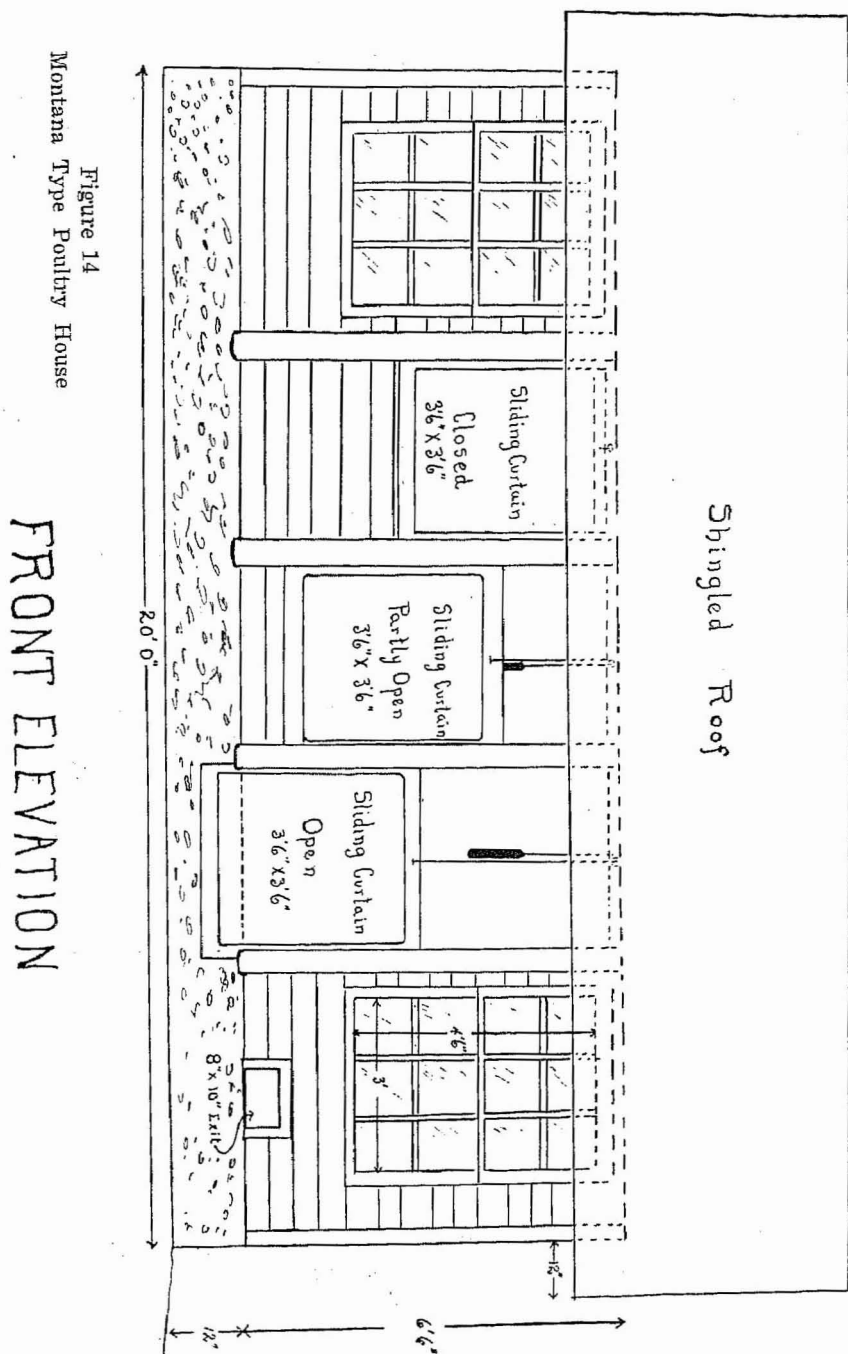 Shingled Roof
Sliding Curtain
Closed
3'6" X 3'6"
Sliding Curtain
Partly Open
3'6" X 3'6"
Sliding Curtain
Open
3'6" X 3'6"
4'6"
3'
8" X 10" Exit
12"
6'6"
12"
20' 0"
Figure 14
Montana Type Poultry House
FRONT ELEVATION